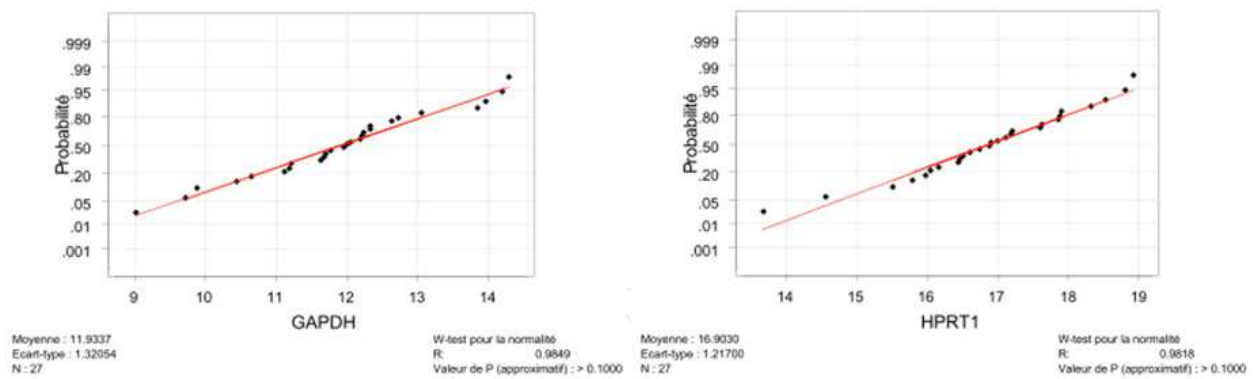 .999
.99
.95
.80
.50
.20
.05
.01
.001
Probabilité
9 10 11 12 13 14
GAPDH
Moyenne : 11.9337
Ecart-type : 1.32054
N : 27
W-test pour la normalité
R: 0.9849
Valeur de P (approximatif) : > 0.1000
.999
.99
.95
.80
.50
.20
.05
.01
.001
Probabilité
14 15 16 17 18 19
HPRT1
Moyenne : 16.9030
Ecart-type : 1.21700
N : 27
W-test pour la normalité
R: 0.9818
Valeur de P (approximatif) : > 0.1000